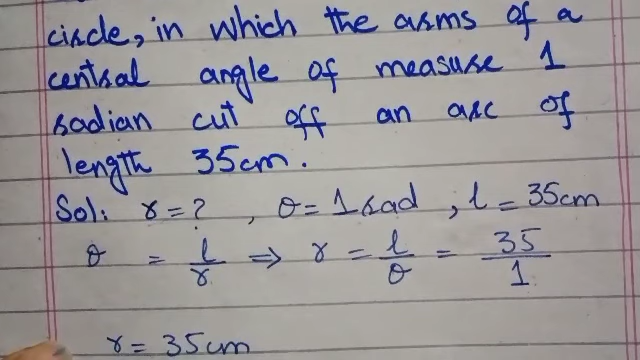 circle, in which the arms of a
central angle of measure 1
radian cut off an arc of
length 35cm.
Sol: r = ? , θ = 1 rad , l = 35cm
θ = l/r ⇒ r = l/θ = 35/1
r = 35cm